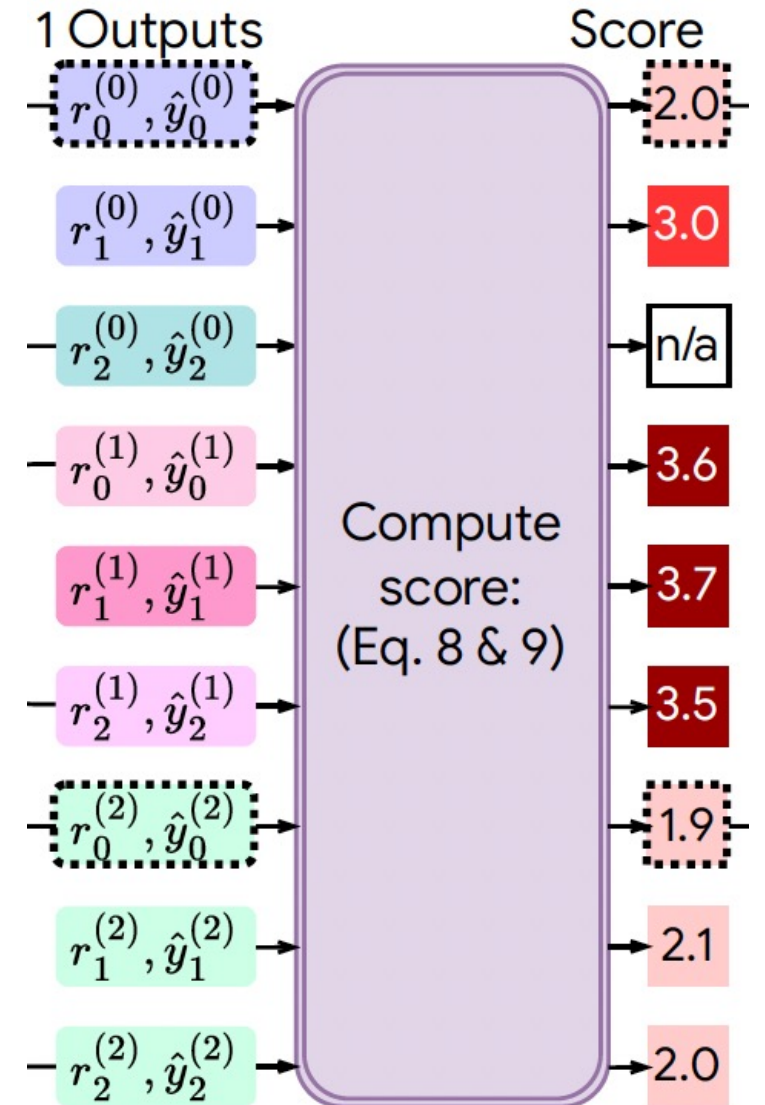 1 Outputs Score
r_0^{(0)}, ŷ_0^{(0)} 2.0
r_1^{(0)}, ŷ_1^{(0)} 3.0
r_2^{(0)}, ŷ_2^{(0)} n/a
r_0^{(1)}, ŷ_0^{(1)} 3.6
Compute
score:
(Eq. 8 & 9)
r_1^{(1)}, ŷ_1^{(1)} 3.7
r_2^{(1)}, ŷ_2^{(1)} 3.5
r_0^{(2)}, ŷ_0^{(2)} 1.9
r_1^{(2)}, ŷ_1^{(2)} 2.1
r_2^{(2)}, ŷ_2^{(2)} 2.0